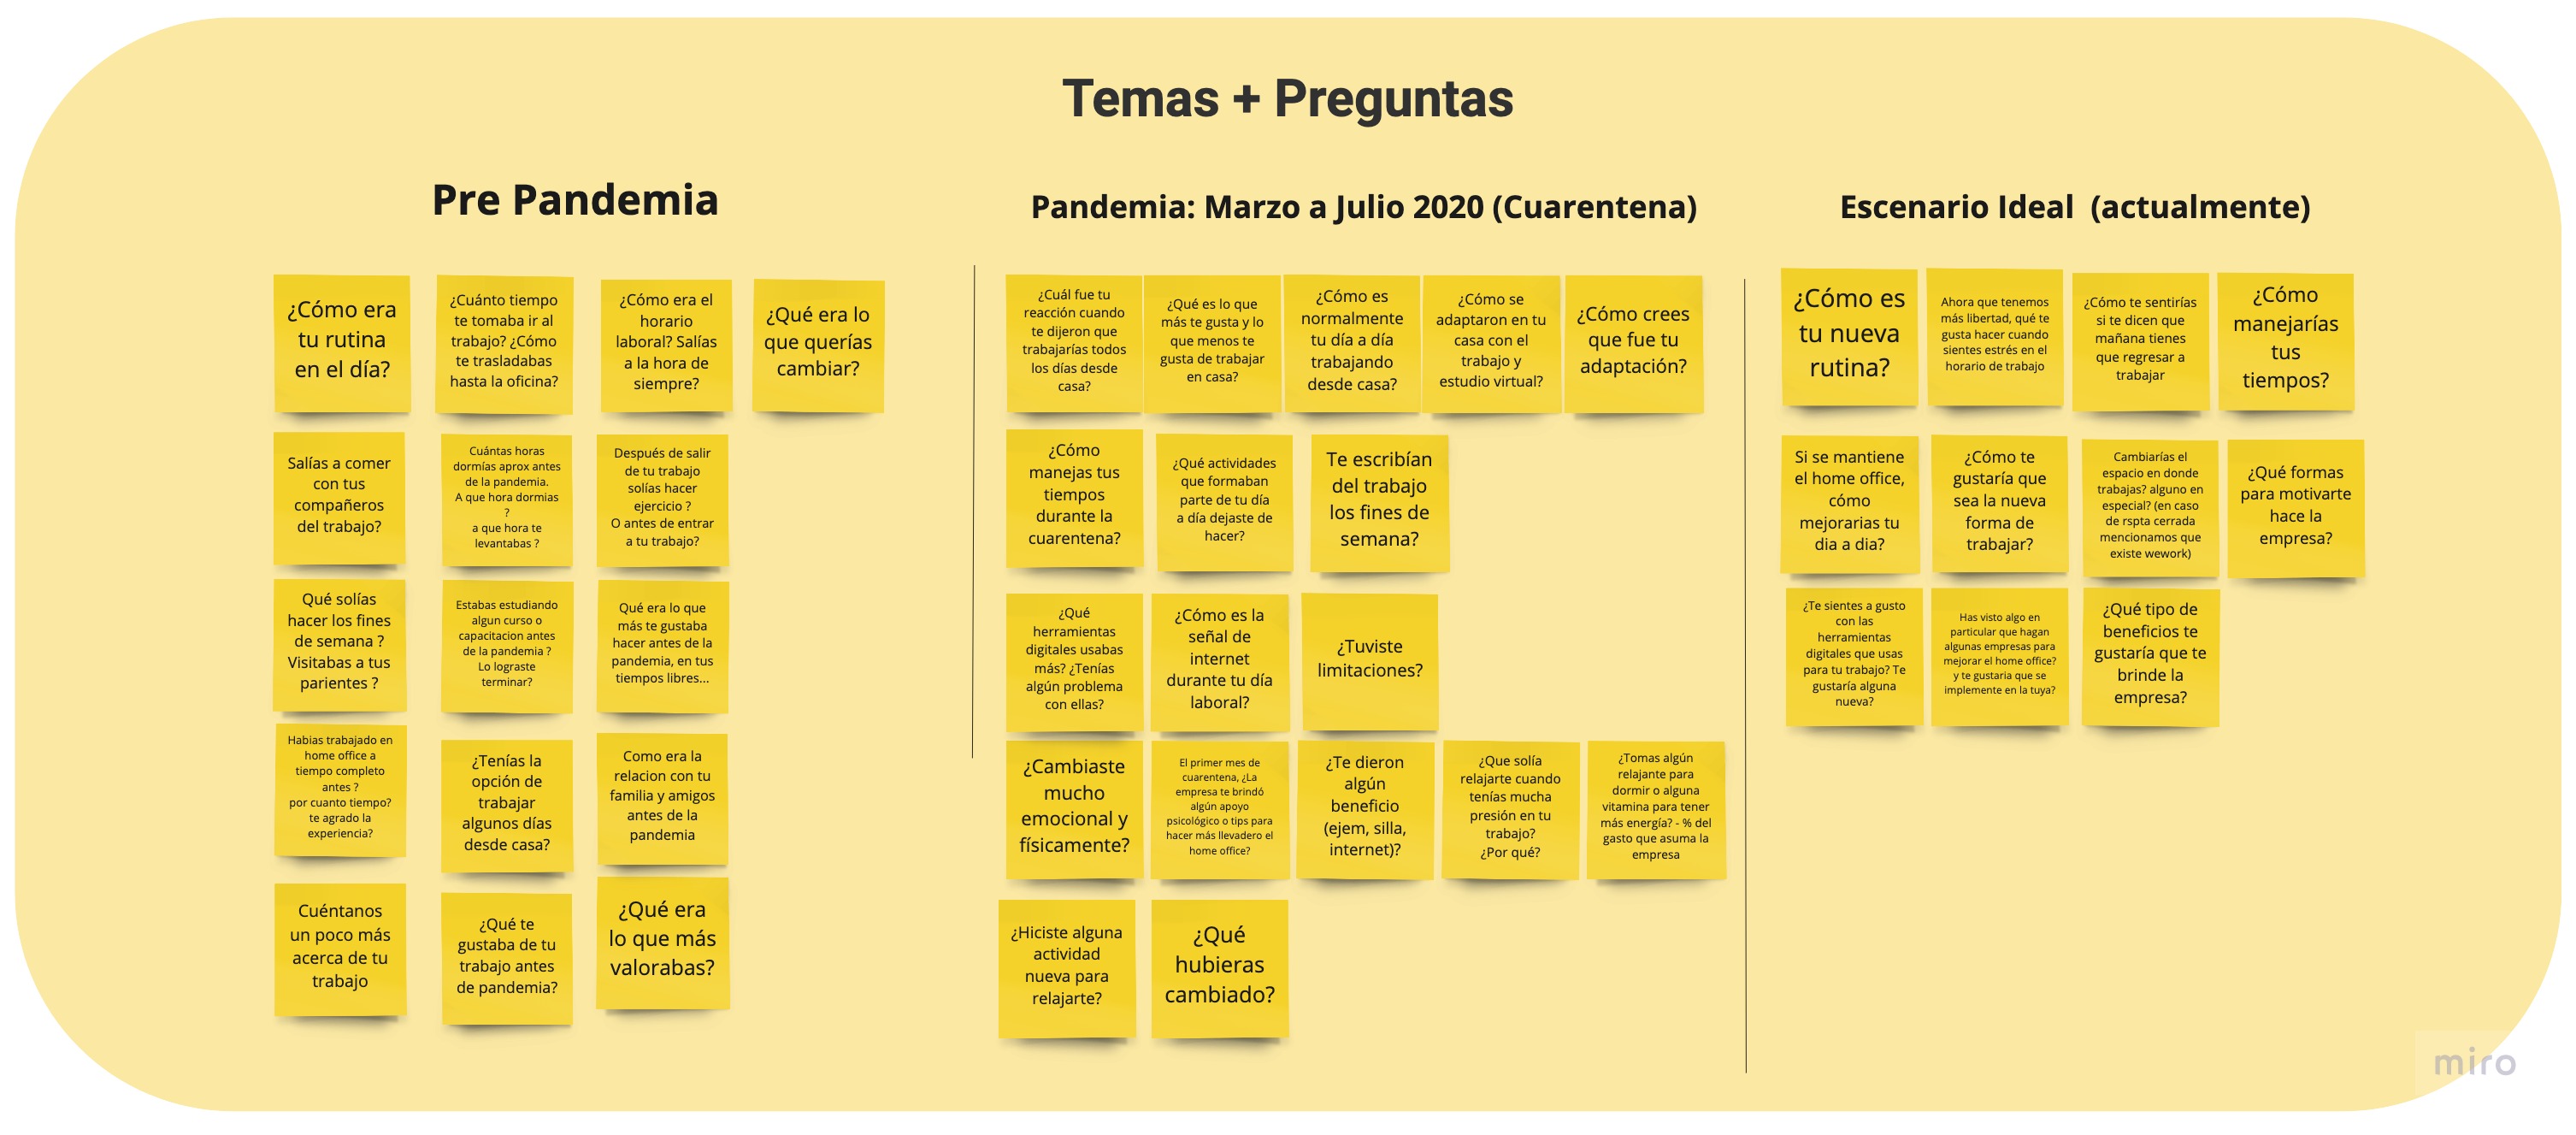 Temas + Preguntas
Pre Pandemia
¿Cómo era
tu rutina
en el día?
¿Cuánto tiempo
te tomaba ir al
trabajo? ¿Cómo
te trasladabas
hasta la oficina?
¿Cómo era el
horario
laboral? Salías
a la hora de
siempre?
¿Qué era lo
que querías
cambiar?
Salías a comer
con tus
compañeros
del trabajo?
Cuántas horas
dormías aprox antes
de la pandemia.
A que hora dormias
?
a que hora te
levantabas ?
Después de salir
de tu trabajo
solías hacer
ejercicio ?
O antes de entrar
a tu trabajo?
Qué solías
hacer los fines
de semana ?
Visitabas a tus
parientes ?
Estabas estudiando
algun curso o
capacitacion antes
de la pandemia ?
Lo lograste
terminar?
Qué era lo que
más te gustaba
hacer antes de la
pandemia, en tus
tiempos libres...
Habias trabajado en
home office a
tiempo completo
antes ?
por cuanto tiempo?
te agrado la
experiencia?
¿Tenías la
opción de
trabajar
algunos días
desde casa?
Como era la
relacion con tu
familia y amigos
antes de la
pandemia
Cuéntanos
un poco más
acerca de tu
trabajo
¿Qué te
gustaba de tu
trabajo antes
de pandemia?
¿Qué era
lo que más
valorabas?
Pandemia: Marzo a Julio 2020 (Cuarentena)
¿Cuál fue tu
reacción cuando
te dijeron que
trabajarías todos
los días desde
casa?
¿Qué es lo que
más te gusta y lo
que menos te
gusta de trabajar
en casa?
¿Cómo es
normalmente
tu día a día
trabajando
desde casa?
¿Cómo se
adaptaron en tu
casa con el
trabajo y
estudio virtual?
¿Cómo crees
que fue tu
adaptación?
¿Cómo
manejas tus
tiempos
durante la
cuarentena?
¿Qué actividades
que formaban
parte de tu día
a día dejaste de
hacer?
Te escribían
del trabajo
los fines de
semana?
¿Qué
herramientas
digitales usabas
más? ¿Tenías
algún problema
con ellas?
¿Cómo es la
señal de
internet
durante tu día
laboral?
¿Tuviste
limitaciones?
¿Cambiaste
mucho
emocional y
físicamente?
El primer mes de
cuarentena, ¿La
empresa te brindó
algún apoyo
psicológico o tips para
hacer más llevadero el
home office?
¿Te dieron
algún
beneficio
(ejem, silla,
internet)?
¿Que solía
relajarte cuando
tenías mucha
presión en tu
trabajo?
¿Por qué?
¿Tomas algún
relajante para
dormir o alguna
vitamina para tener
más energía? - % del
gasto que asuma la
empresa
¿Hiciste alguna
actividad
nueva para
relajarte?
¿Qué
hubieras
cambiado?
Escenario Ideal (actualmente)
¿Cómo es
tu nueva
rutina?
Ahora que tenemos
más libertad, qué te
gusta hacer cuando
sientes estrés en el
horario de trabajo
¿Cómo te sentirías
si te dicen que
mañana tienes
que regresar a
trabajar
¿Cómo
manejarías
tus
tiempos?
Si se mantiene
el home office,
cómo
mejorarias tu
dia a dia?
¿Cómo te
gustaría que
sea la nueva
forma de
trabajar?
Cambiarías el
espacio en donde
trabajas? alguno en
especial? (en caso
de rspta cerrada
mencionamos que
existe wework)
¿Qué formas
para motivarte
hace la
empresa?
¿Te sientes a gusto
con las
herramientas
digitales que usas
para tu trabajo? Te
gustaría alguna
nueva?
Has visto algo en
particular que hagan
algunas empresas para
mejorar el home office?
y te gustaria que se
implemente en la tuya?
¿Qué tipo de
beneficios te
gustaría que te
brinde la
empresa?
miro